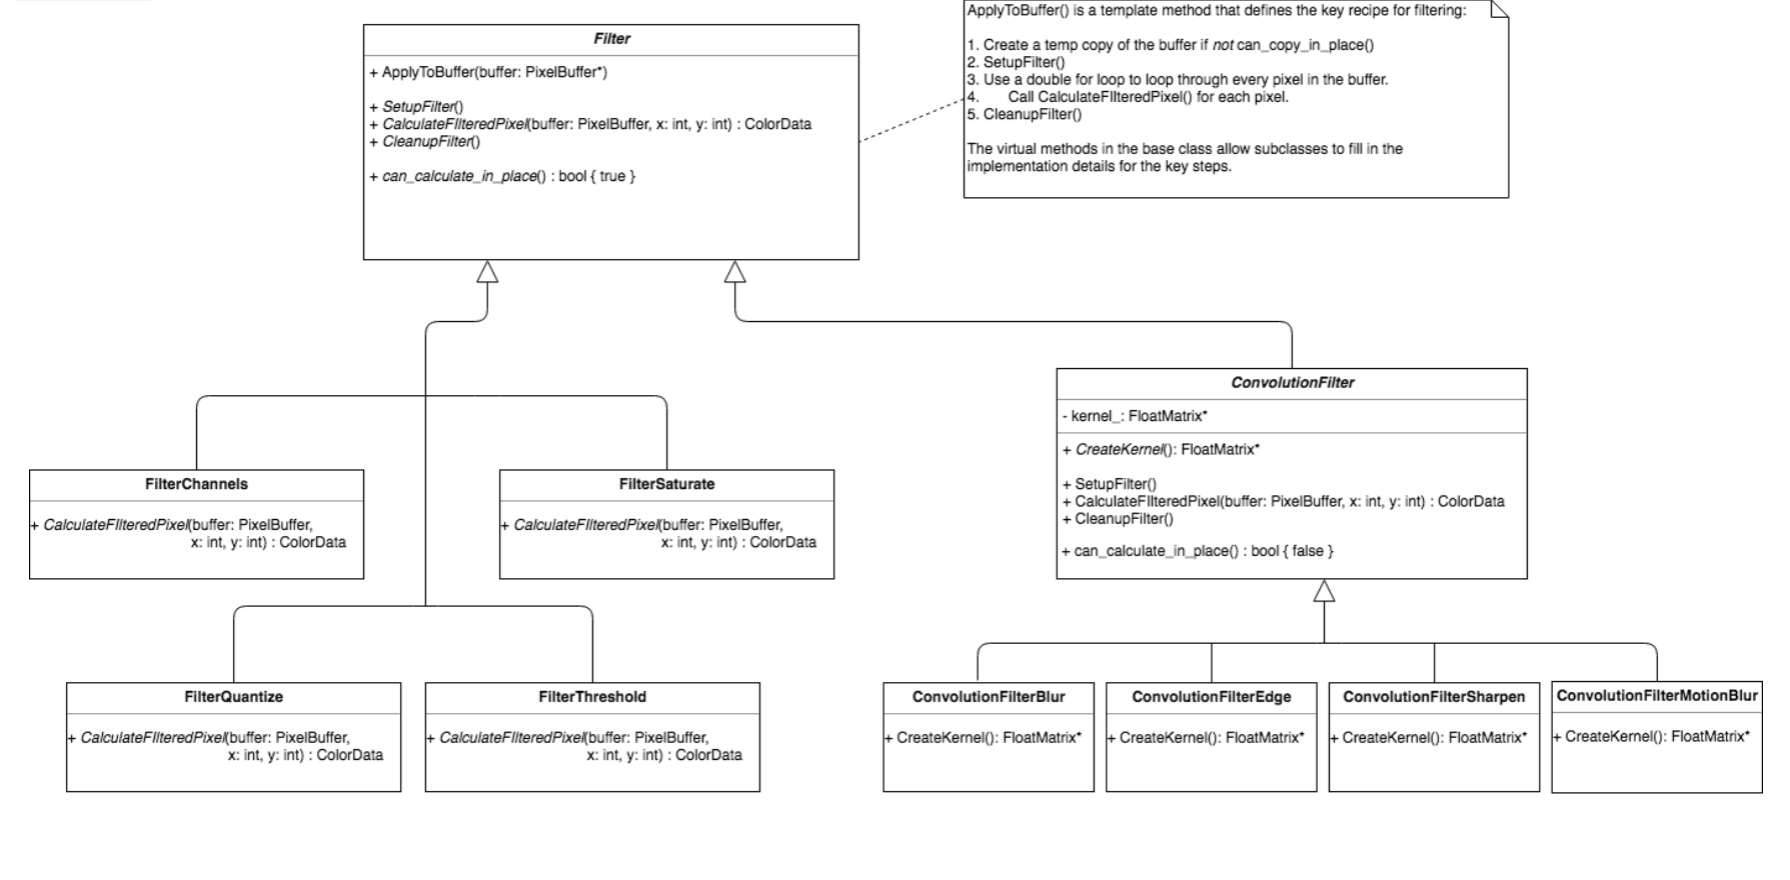 Filter
+ ApplyToBuffer(buffer: PixelBuffer*)
+ SetupFilter()
+ CalculateFIlteredPixel(buffer: PixelBuffer, x: int, y: int) : ColorData
+ CleanupFilter()
+ can_calculate_in_place() : bool { true }
ApplyToBuffer() is a template method that defines the key recipe for filtering:
1. Create a temp copy of the buffer if not can_copy_in_place()
2. SetupFilter()
3. Use a double for loop to loop through every pixel in the buffer.
4. Call CalculateFIlteredPixel() for each pixel.
5. CleanupFilter()
The virtual methods in the base class allow subclasses to fill in the
implementation details for the key steps.
ConvolutionFilter
- kernel_: FloatMatrix*
+ CreateKernel(): FloatMatrix*
+ SetupFilter()
+ CalculateFIlteredPixel(buffer: PixelBuffer, x: int, y: int) : ColorData
+ CleanupFilter()
+ can_calculate_in_place() : bool { false }
FilterChannels
+ CalculateFIlteredPixel(buffer: PixelBuffer,
x: int, y: int) : ColorData
FilterSaturate
+ CalculateFIlteredPixel(buffer: PixelBuffer,
x: int, y: int) : ColorData
FilterQuantize
+ CalculateFIlteredPixel(buffer: PixelBuffer,
x: int, y: int) : ColorData
FilterThreshold
+ CalculateFIlteredPixel(buffer: PixelBuffer,
x: int, y: int) : ColorData
ConvolutionFilterBlur
+ CreateKernel(): FloatMatrix*
ConvolutionFilterEdge
+ CreateKernel(): FloatMatrix*
ConvolutionFilterSharpen
+ CreateKernel(): FloatMatrix*
ConvolutionFilterMotionBlur
+ CreateKernel(): FloatMatrix*